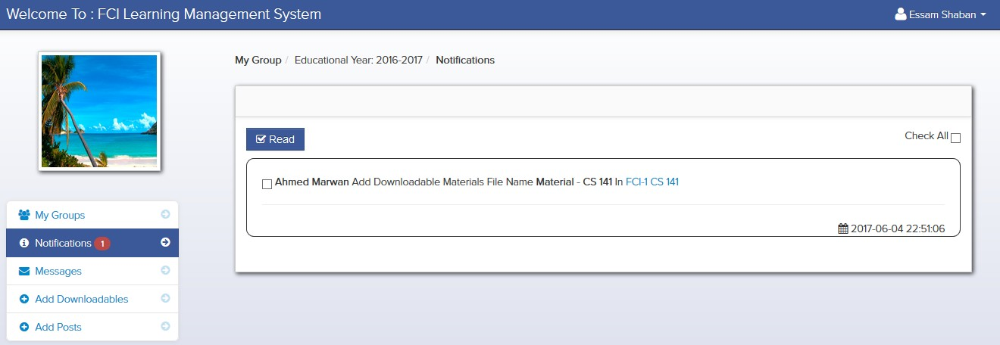 Welcome To : FCI Learning Management System
Essam Shaban
My Group / Educational Year: 2016-2017 / Notifications
Read
Check All
Ahmed Marwan Add Downloadable Materials File Name Material - CS 141 In FCI-1 CS 141
2017-06-04 22:51:06
My Groups
Notifications 1
Messages
Add Downloadables
Add Posts